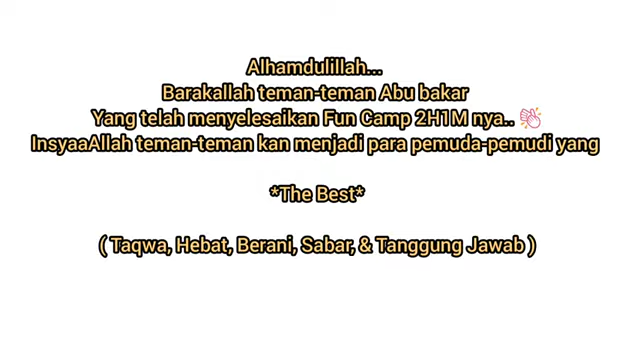 Alhamdulillah...
Barakallah teman-teman Abu bakar
Yang telah menyelesaikan Fun Camp 2H1M nya.. 👏
InsyaaAllah teman-teman kan menjadi para pemuda-pemudi yang
*The Best*
( Taqwa, Hebat, Berani, Sabar, & Tanggung Jawab )